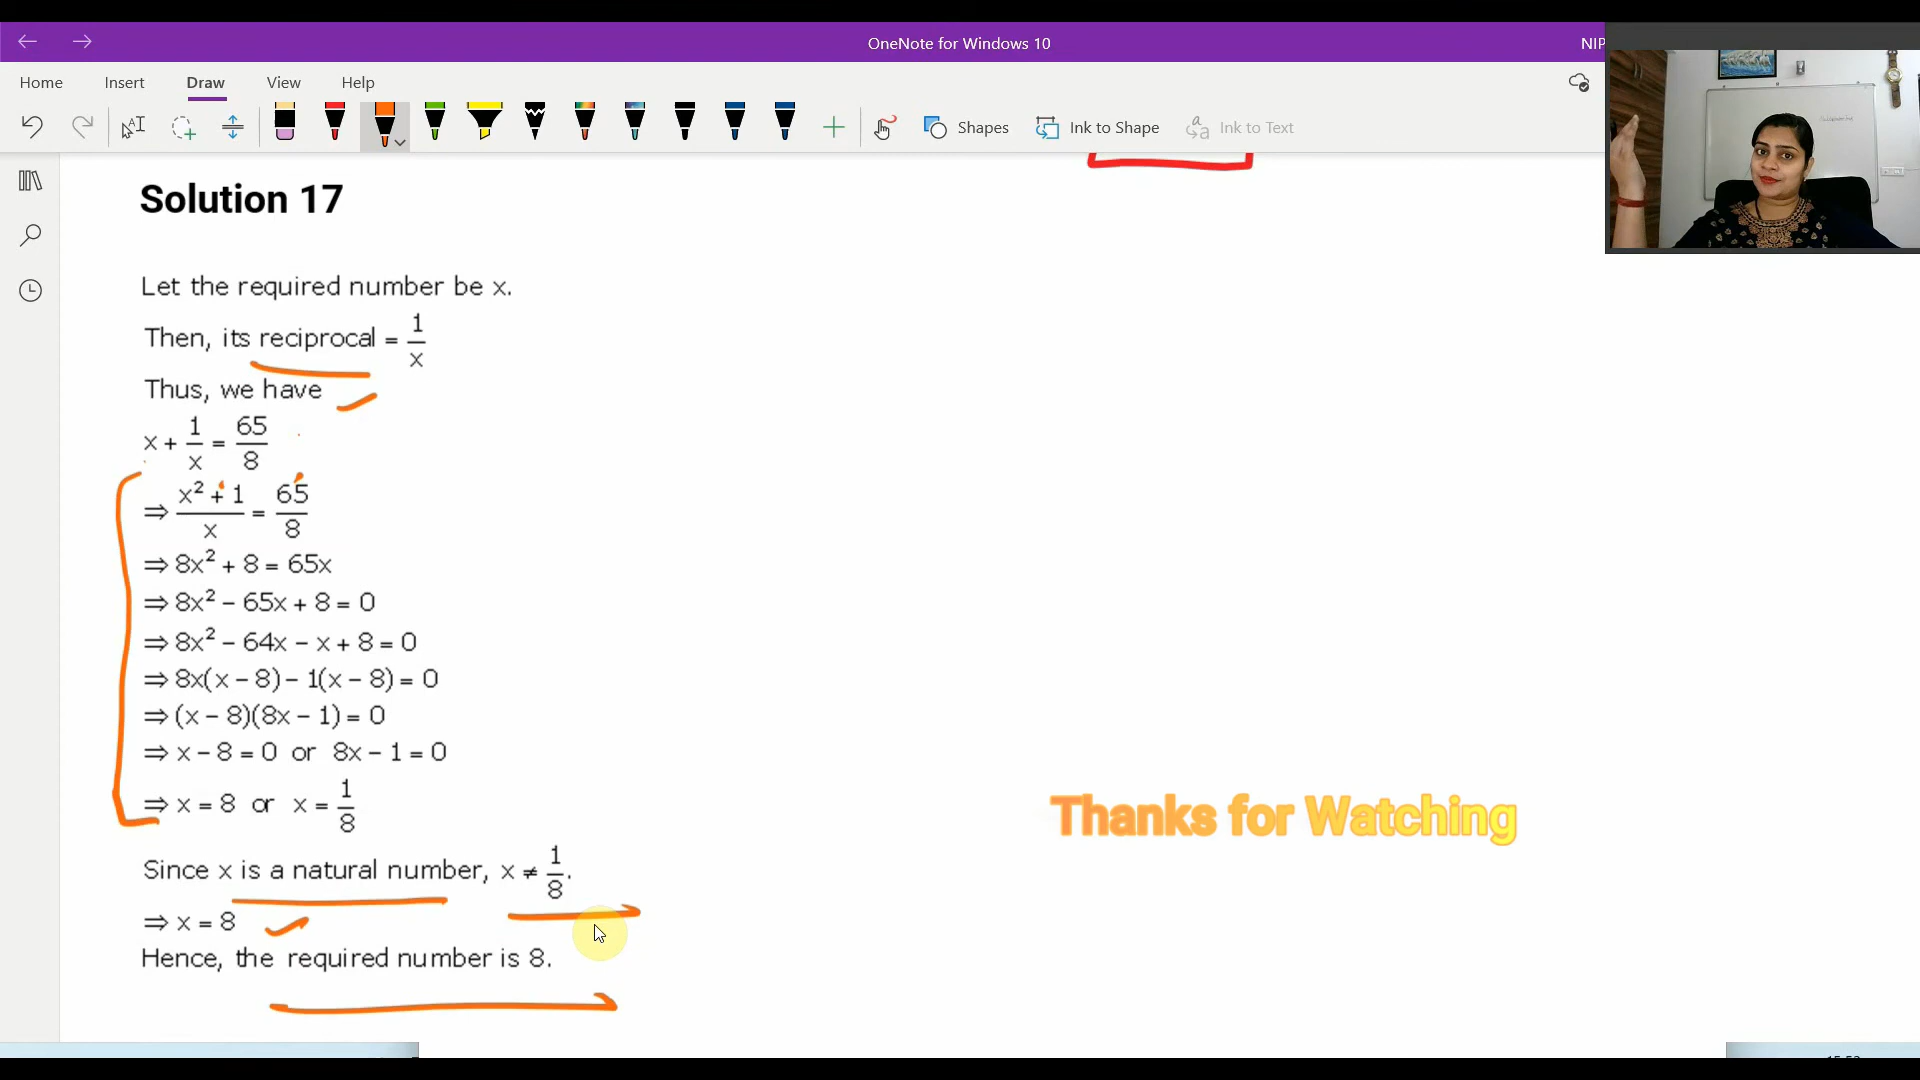 OneNote for Windows 10
NIP
Home Insert Draw View Help
Shapes Ink to Shape Ink to Text
Solution 17
Let the required number be x.
Then, its reciprocal = 1/x
Thus, we have
x + 1/x = 65/8
⇒ (x² + 1)/x = 65/8
⇒ 8x² + 8 = 65x
⇒ 8x² − 65x + 8 = 0
⇒ 8x² − 64x − x + 8 = 0
⇒ 8x(x − 8) − 1(x − 8) = 0
⇒ (x − 8)(8x − 1) = 0
⇒ x − 8 = 0 or 8x − 1 = 0
⇒ x = 8 or x = 1/8
Thanks for Watching
Since x is a natural number, x ≠ 1/8.
⇒ x = 8
Hence, the required number is 8.